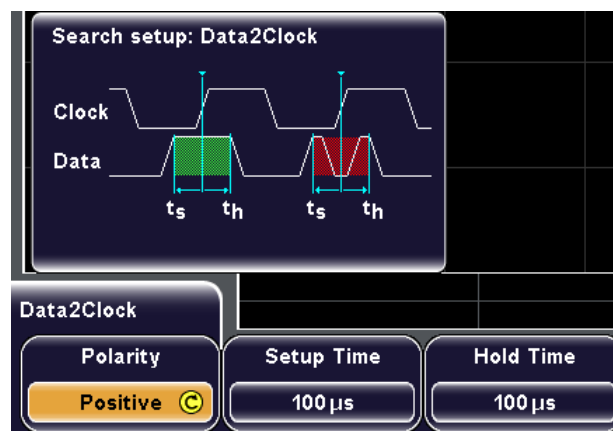 Search setup: Data2Clock
Clock
Data
ts th ts th
Data2Clock
Polarity Setup Time Hold Time
Positive C 100 µs 100 µs